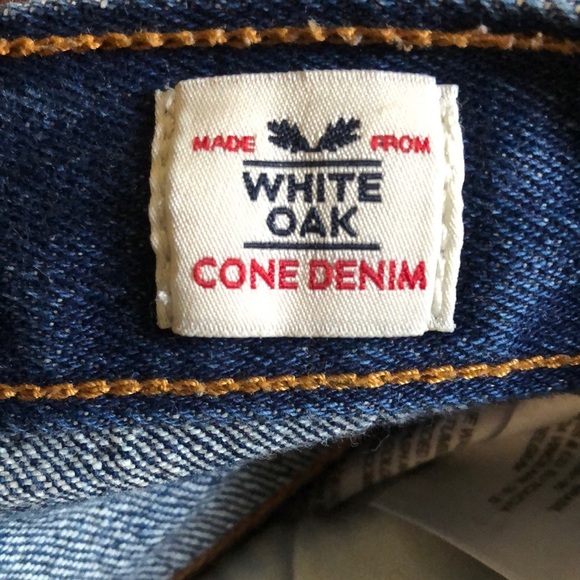 MADE FROM
WHITE
OAK
CONE DENIM